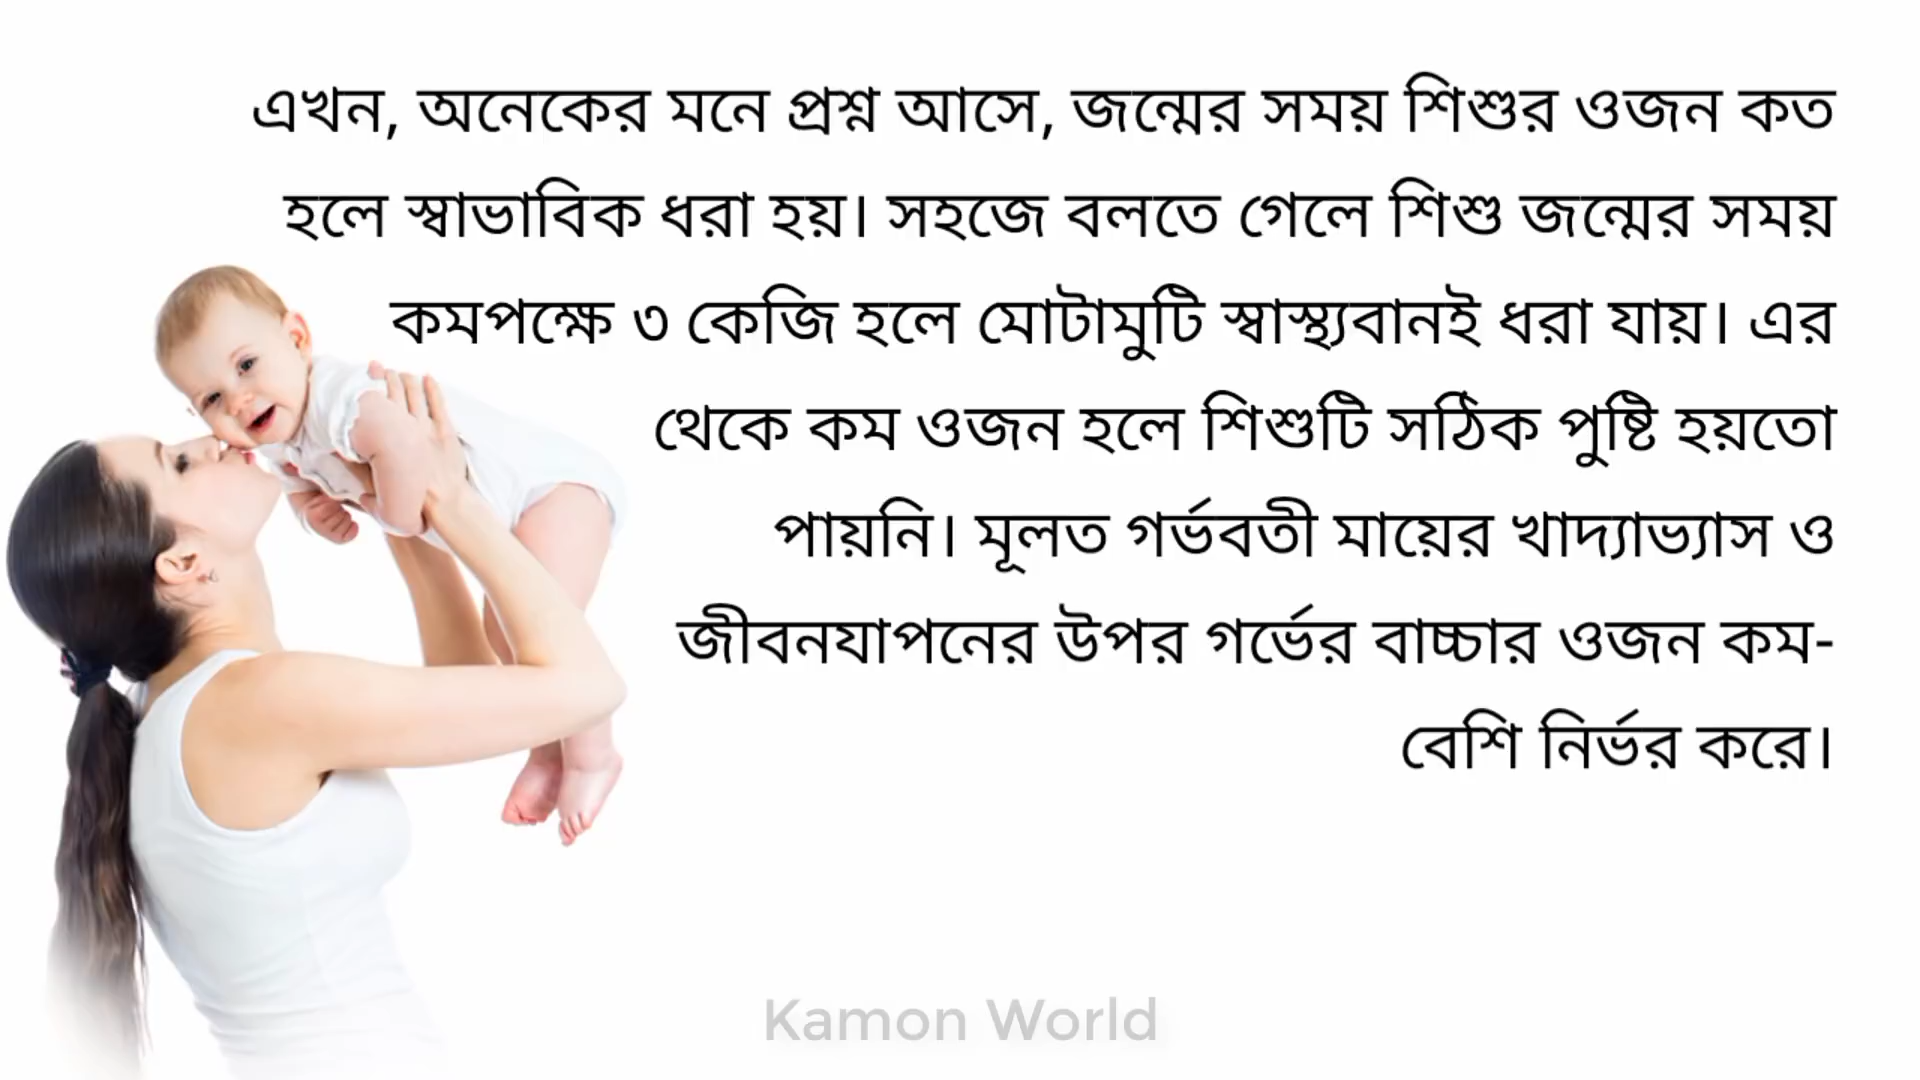 এখন, অনেকের মনে প্রশ্ন আসে, জন্মের সময় শিশুর ওজন কত
হলে স্বাভাবিক ধরা হয়। সহজে বলতে গেলে শিশু জন্মের সময়
কমপক্ষে ৩ কেজি হলে মোটামুটি স্বাস্থ্যবানই ধরা যায়। এর
থেকে কম ওজন হলে শিশুটি সঠিক পুষ্টি হয়তো
পায়নি। মূলত গর্ভবতী মায়ের খাদ্যাভ্যাস ও
জীবনযাপনের উপর গর্ভের বাচ্চার ওজন কম-
বেশি নির্ভর করে।
Kamon World